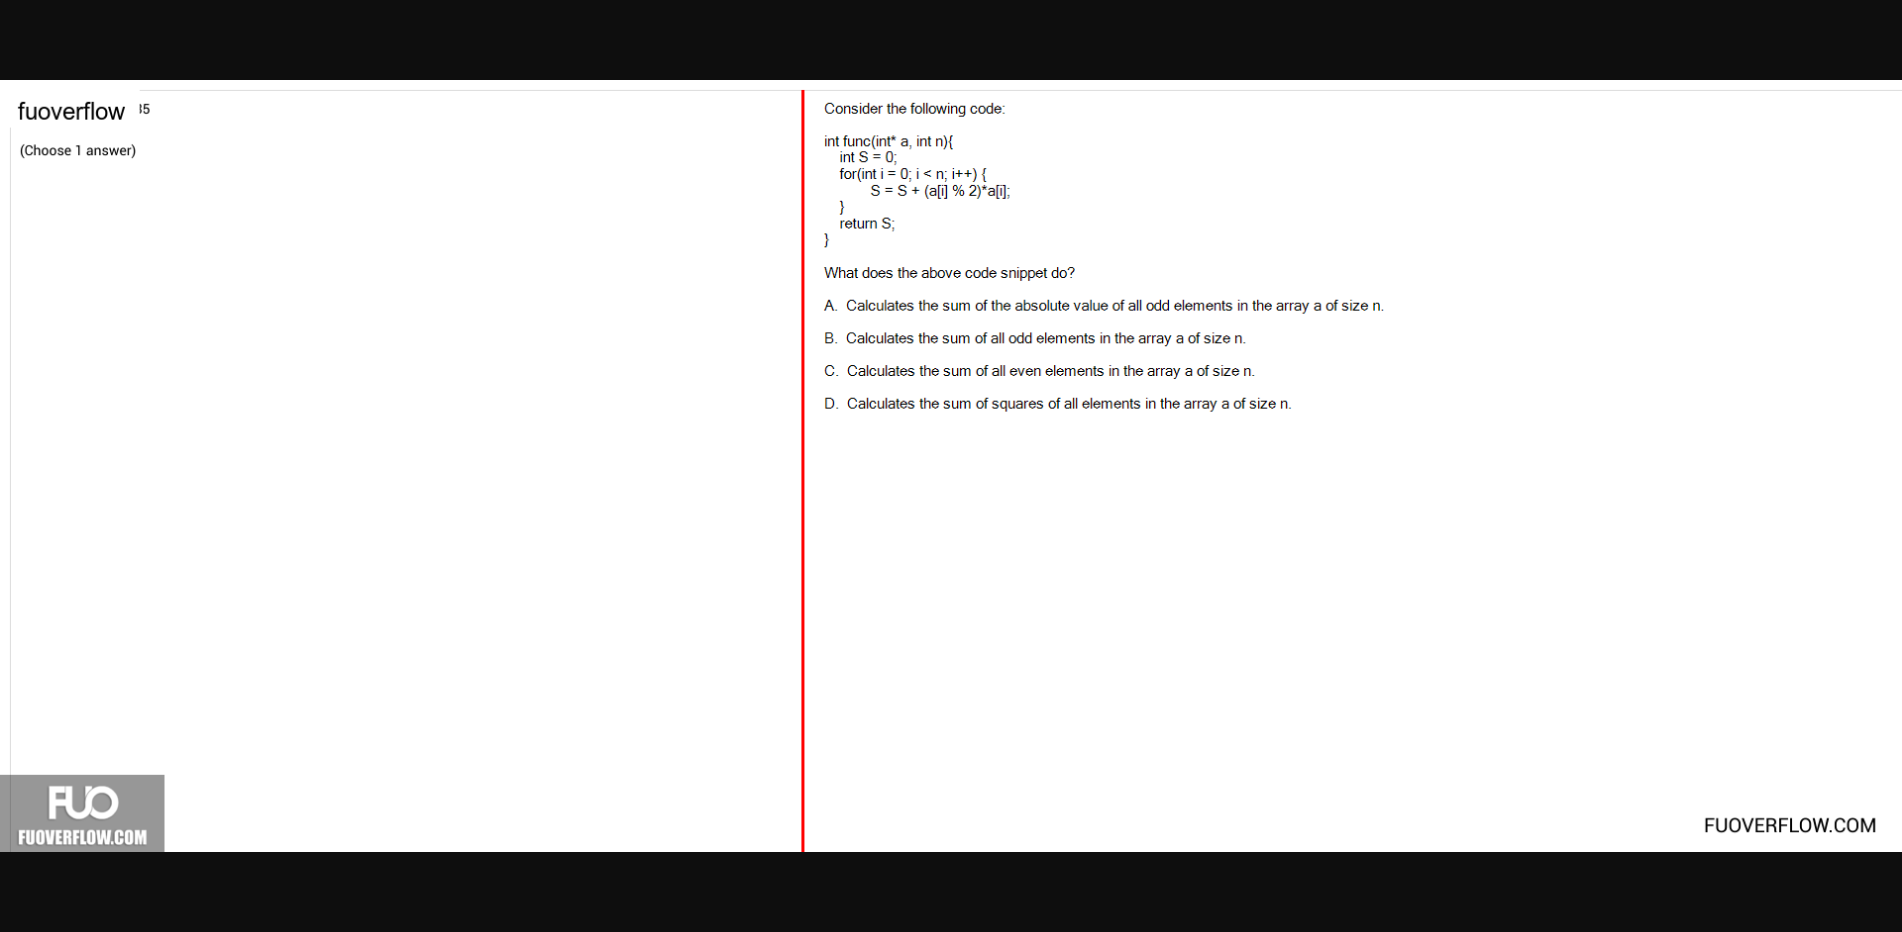 fuoverflow
35
(Choose 1 answer)
Consider the following code:
int func(int* a, int n){
int S = 0;
for(int i = 0; i < n; i++) {
S = S + (a[i] % 2)*a[i];
}
return S;
}
What does the above code snippet do?
A. Calculates the sum of the absolute value of all odd elements in the array a of size n.
B. Calculates the sum of all odd elements in the array a of size n.
C. Calculates the sum of all even elements in the array a of size n.
D. Calculates the sum of squares of all elements in the array a of size n.
FUO
FUOVERFLOW.COM
FUOVERFLOW.COM